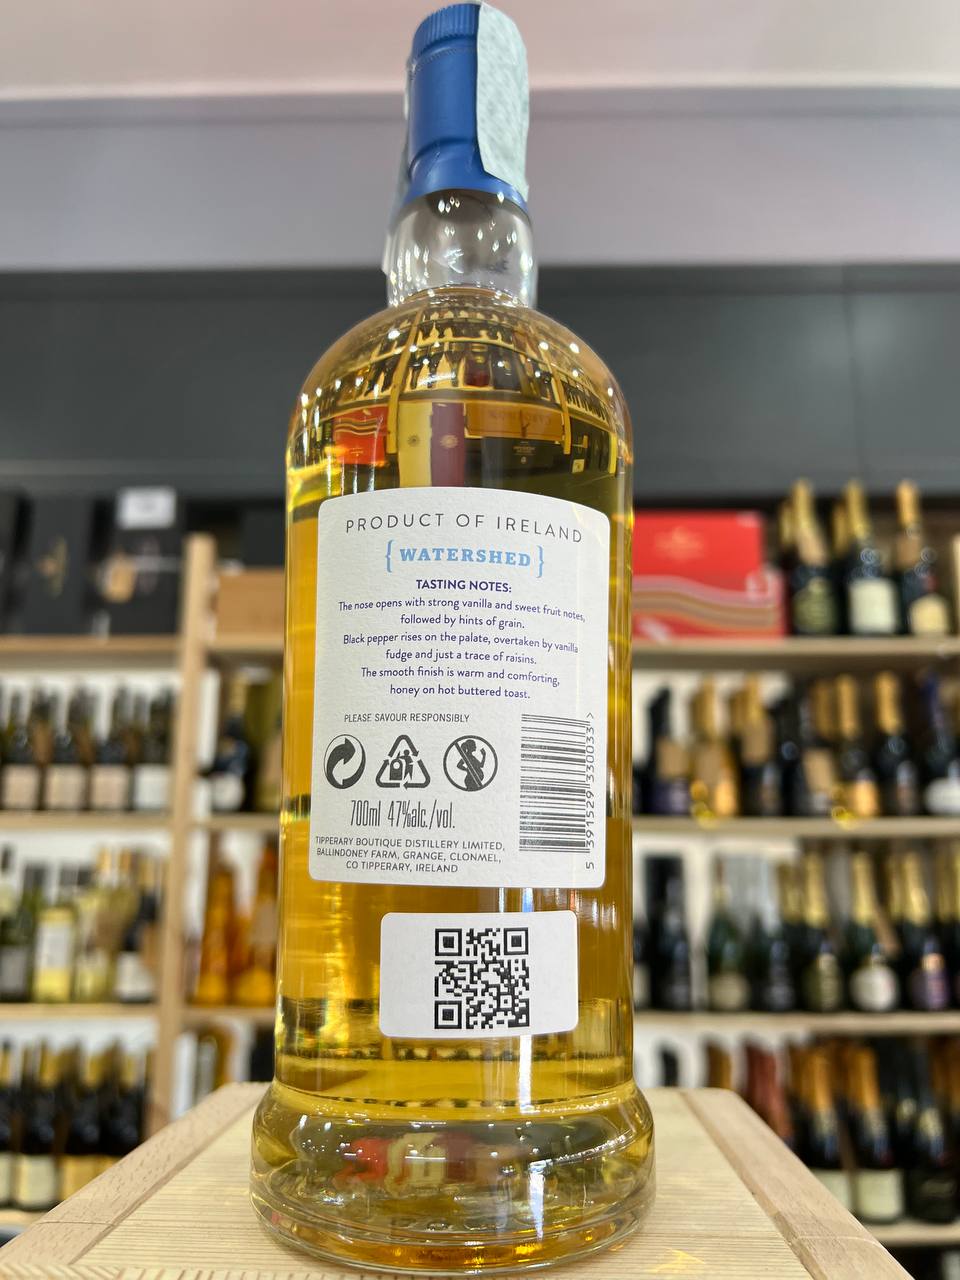 PRODUCT OF IRELAND
{WATERSHED}
TASTING NOTES:
The nose opens with strong vanilla and sweet fruit notes,
followed by hints of grain.
Black pepper rises on the palate, overtaken by vanilla
fudge and just a trace of raisins.
The smooth finish is warm and comforting,
honey on hot buttered toast.
PLEASE SAVOUR RESPONSIBLY
700ml 47%alc./vol.
TIPPERARY BOUTIQUE DISTILLERY LIMITED,
BALLINDONEY FARM, GRANGE, CLONMEL,
CO TIPPERARY, IRELAND
5 391529 330033 >